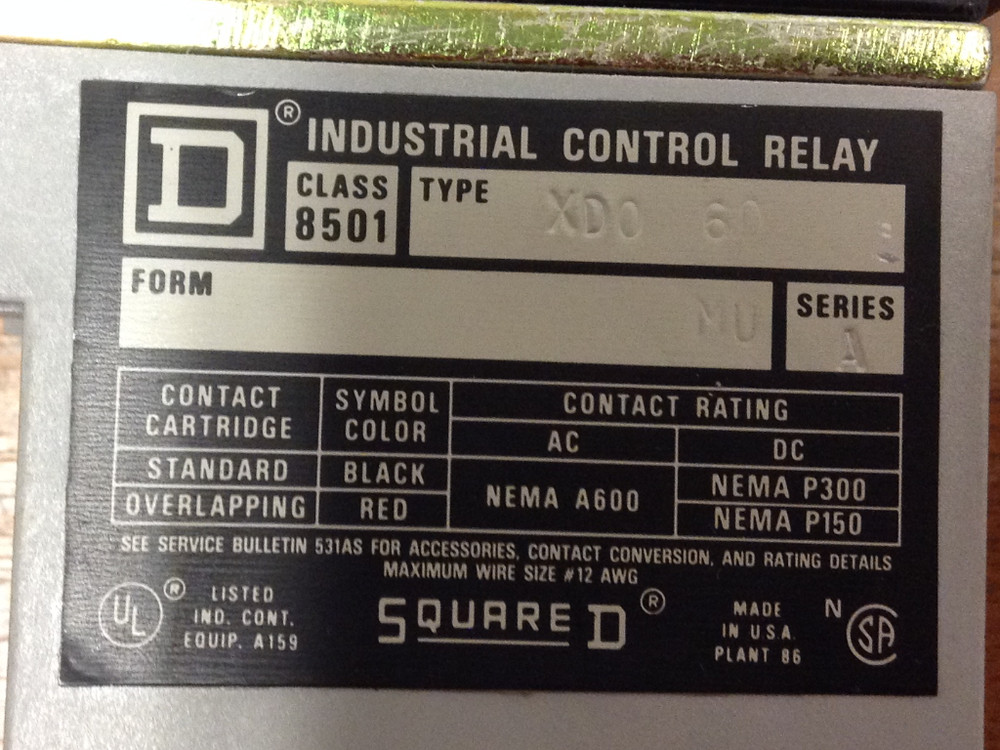 D ® INDUSTRIAL CONTROL RELAY
CLASS 8501
TYPE XDO 60
FORM MU
SERIES A
CONTACT CARTRIDGE SYMBOL COLOR CONTACT RATING
AC DC
STANDARD BLACK NEMA A600 NEMA P300
OVERLAPPING RED NEMA P150
SEE SERVICE BULLETIN 531AS FOR ACCESSORIES, CONTACT CONVERSION, AND RATING DETAILS
MAXIMUM WIRE SIZE #12 AWG
UL ® LISTED
IND. CONT.
EQUIP. A159
SQUARE D ®
MADE
IN U.S.A.
PLANT 86
N SA